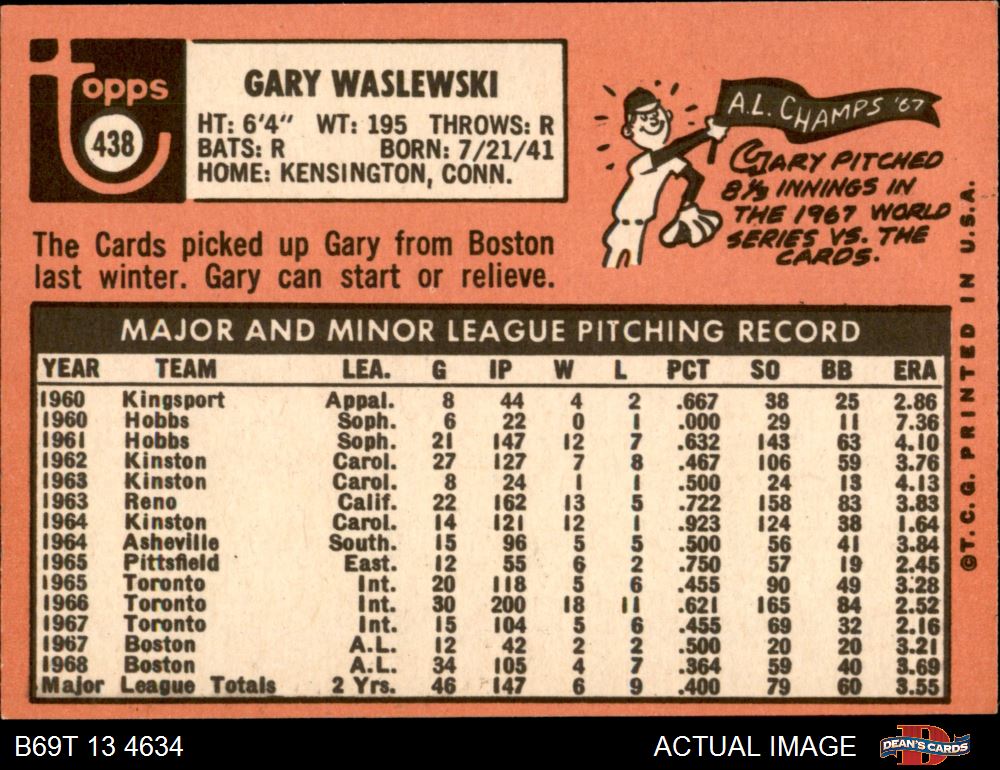 Topps
438
GARY WASLEWSKI
HT: 6'4" WT: 195 THROWS: R
BATS: R BORN: 7/21/41
HOME: KENSINGTON, CONN.
The Cards picked up Gary from Boston
last winter. Gary can start or relieve.
A.L. CHAMPS '67
GARY PITCHED
8⅓ INNINGS IN
THE 1967 WORLD
SERIES VS. THE
CARDS.
MAJOR AND MINOR LEAGUE PITCHING RECORD
YEAR TEAM LEA. G IP W L PCT SO BB ERA
1960 Kingsport Appal. 8 44 4 2 .667 38 25 2.86
1960 Hobbs Soph. 6 22 0 1 .000 29 11 7.36
1961 Hobbs Soph. 21 147 12 7 .632 143 63 4.10
1962 Kinston Carol. 27 127 7 8 .467 106 59 3.76
1963 Kinston Carol. 8 24 1 1 .500 24 13 4.13
1963 Reno Calif. 22 162 13 5 .722 158 83 3.83
1964 Kinston Carol. 14 121 12 1 .923 124 38 1.64
1964 Asheville South. 15 96 5 5 .500 56 41 3.84
1965 Pittsfield East. 12 55 6 2 .750 57 19 2.45
1965 Toronto Int. 20 118 5 6 .455 90 49 3.28
1966 Toronto Int. 30 200 18 11 .621 165 84 2.52
1967 Toronto Int. 15 104 5 6 .455 69 32 2.16
1967 Boston A.L. 12 42 2 2 .500 20 20 3.21
1968 Boston A.L. 34 105 4 7 .364 59 40 3.69
Major League Totals 2 Yrs. 46 147 6 9 .400 79 60 3.55
©T.C.G. PRINTED IN U.S.A.
B69T 13 4634
ACTUAL IMAGE
DEAN'S CARDS